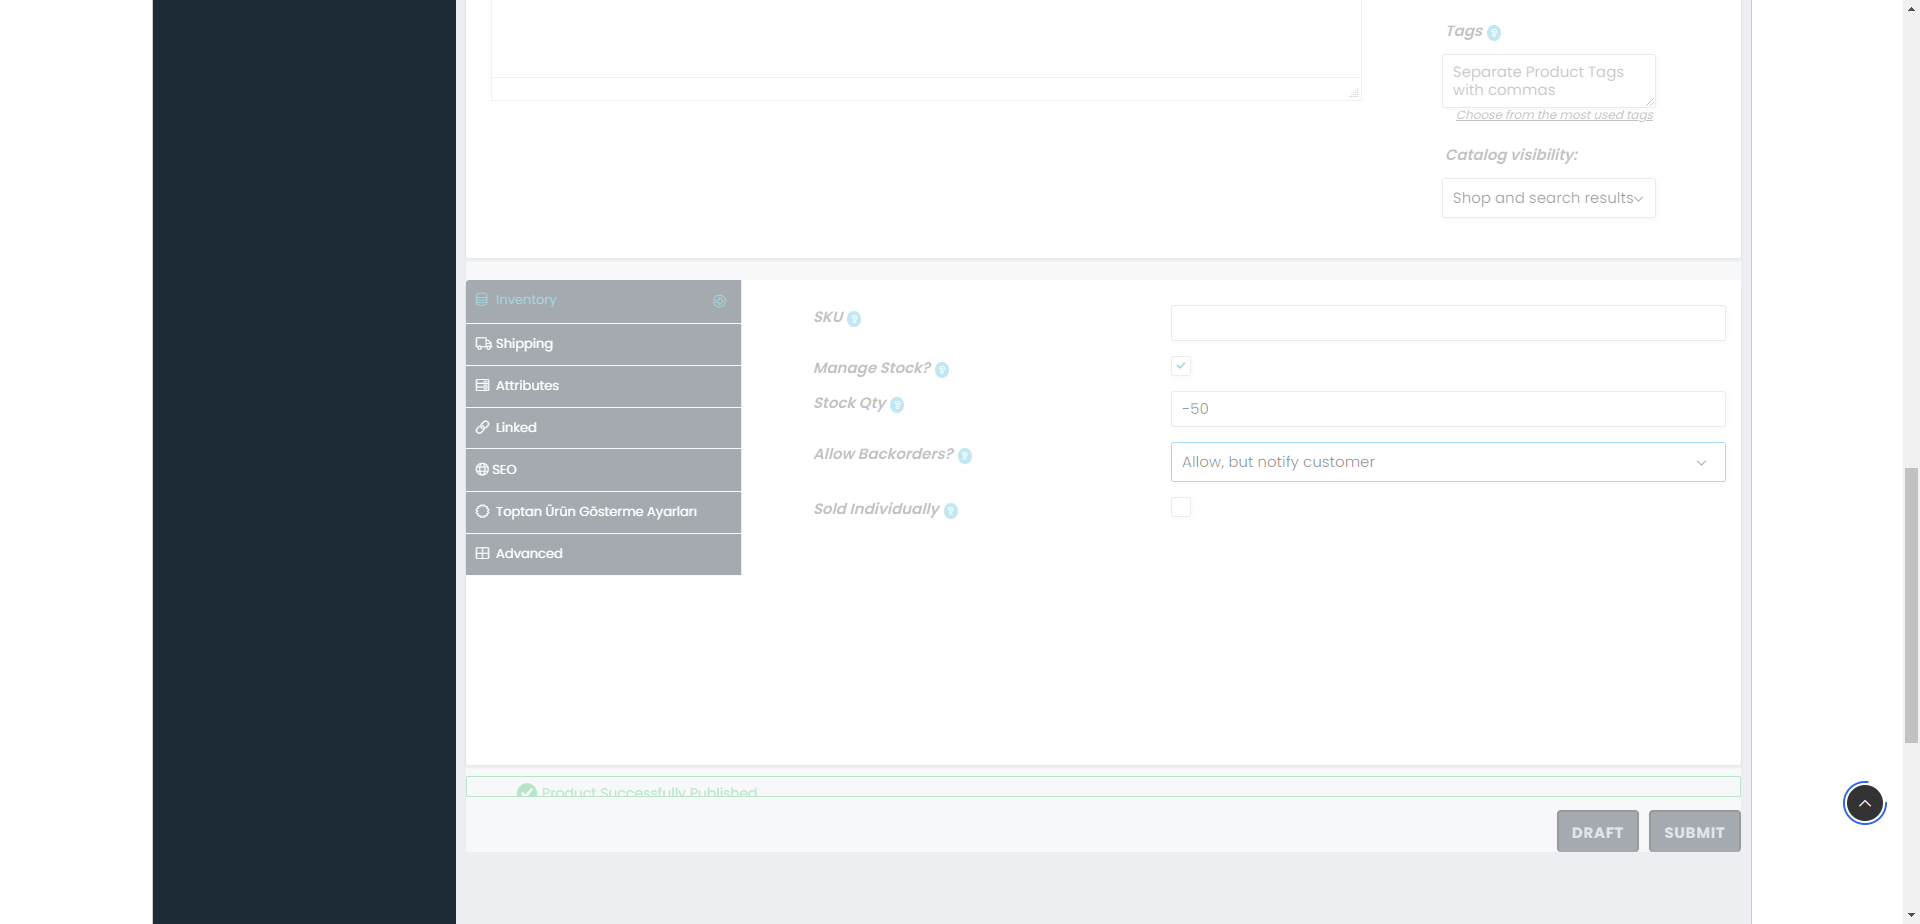 Tags
Separate Product Tags
with commas
Choose from the most used tags
Catalog visibility:
Shop and search results
Inventory
Shipping
Attributes
Linked
SEO
Toptan Ürün Gösterme Ayarları
Advanced
SKU
Manage Stock?
Stock Qty
-50
Allow Backorders?
Allow, but notify customer
Sold Individually
Product Successfully Published
DRAFT
SUBMIT